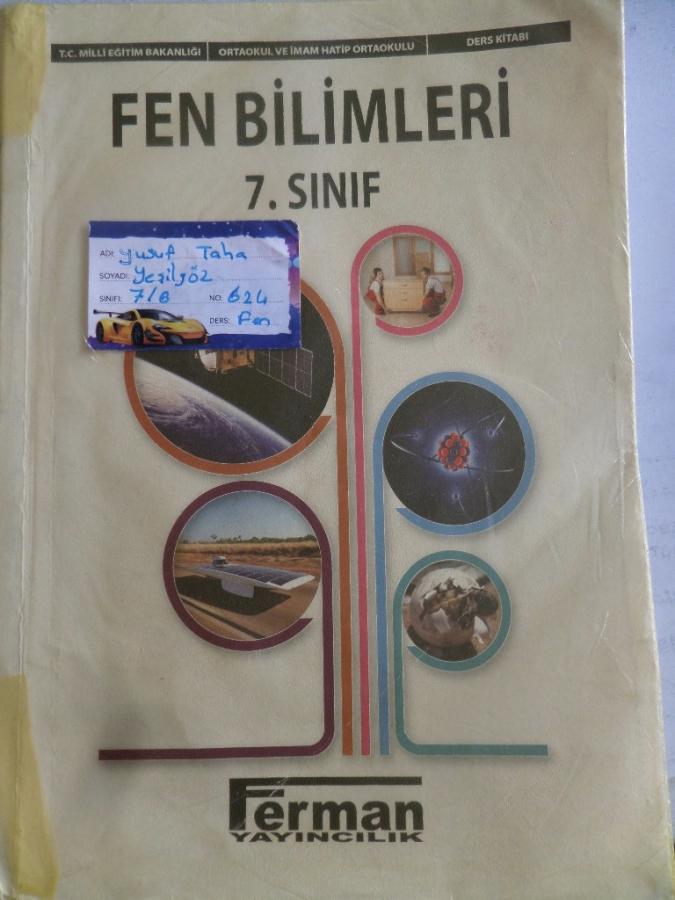 T.C. MİLLİ EĞİTİM BAKANLIĞI ORTAOKUL VE İMAM HATİP ORTAOKULU DERS KİTABI
FEN BİLİMLERİ
7. SINIF
ADI: Yusuf Taha
SOYADI: Yeşilgöz
SINIFI: 7/B NO: 624
DERS: Fen
Ferman
YAYINCILIK